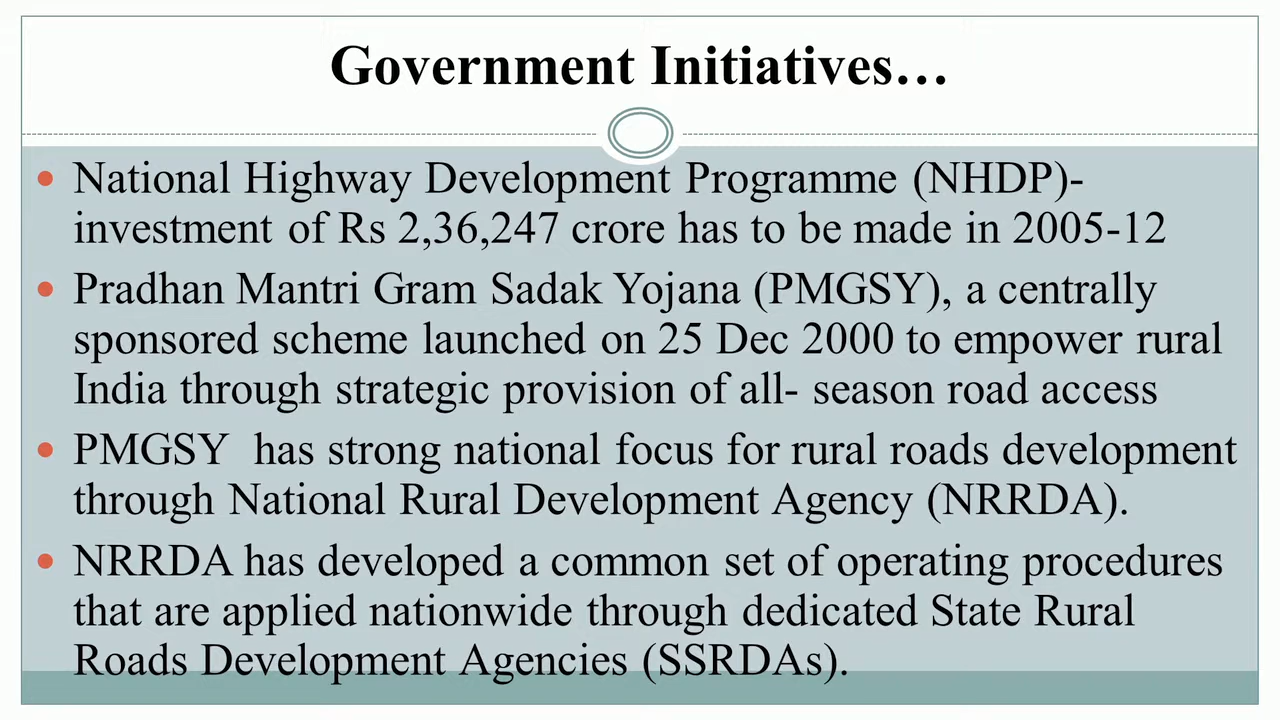 Government Initiatives…
National Highway Development Programme (NHDP)-
investment of Rs 2,36,247 crore has to be made in 2005-12
Pradhan Mantri Gram Sadak Yojana (PMGSY), a centrally
sponsored scheme launched on 25 Dec 2000 to empower rural
India through strategic provision of all- season road access
PMGSY  has strong national focus for rural roads development
through National Rural Development Agency (NRRDA).
NRRDA has developed a common set of operating procedures
that are applied nationwide through dedicated State Rural
Roads Development Agencies (SSRDAs).